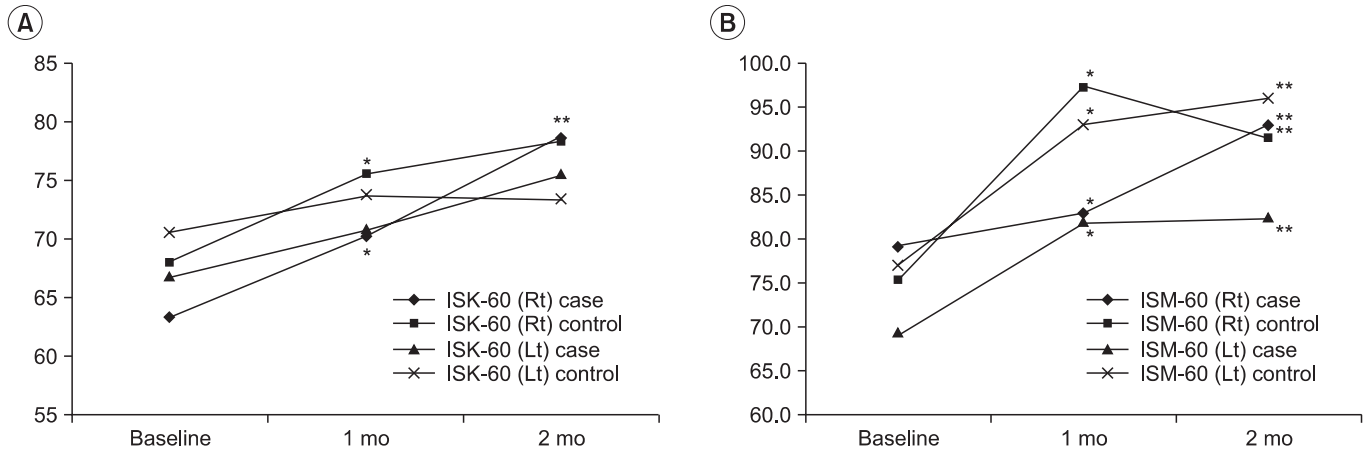 A
85
80
75
70
65
60
55
**
*
*
ISK-60 (Rt) case
ISK-60 (Rt) control
ISK-60 (Lt) case
ISK-60 (Lt) control
Baseline 1 mo 2 mo
B
100.0
95.0
90.0
85.0
80.0
75.0
70.0
65.0
60.0
*
*
*
*
**
**
**
**
ISM-60 (Rt) case
ISM-60 (Rt) control
ISM-60 (Lt) case
ISM-60 (Lt) control
Baseline 1 mo 2 mo